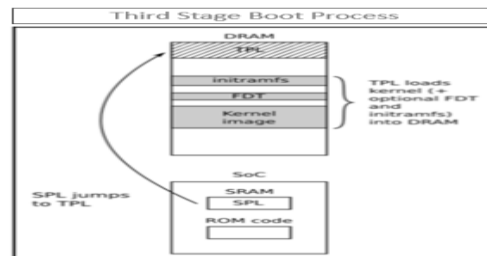 Third Stage Boot Process
DRAM
TPL
initramfs
FDT
Kernel
image
TPL loads
kernel (+
optional FDT
and
initramfs)
into DRAM
SoC
SRAM
SPL
ROM code
SPL jumps
to TPL